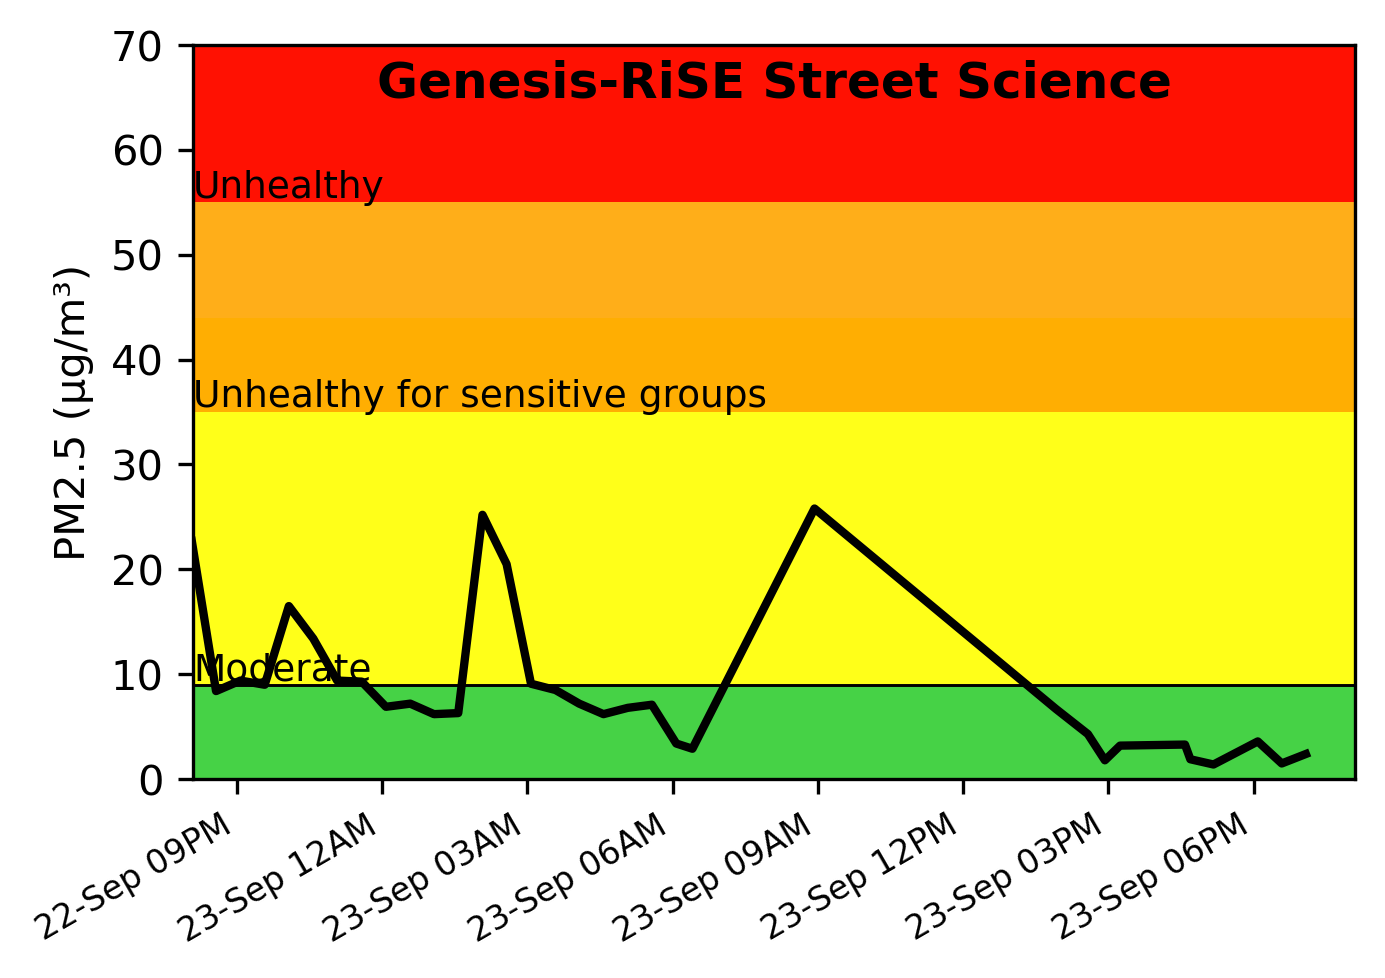 Genesis-RiSE Street Science
70
60
50
40
30
20
10
0
PM2.5 (µg/m³)
Unhealthy
Unhealthy for sensitive groups
Moderate
22-Sep 09PM
23-Sep 12AM
23-Sep 03AM
23-Sep 06AM
23-Sep 09AM
23-Sep 12PM
23-Sep 03PM
23-Sep 06PM